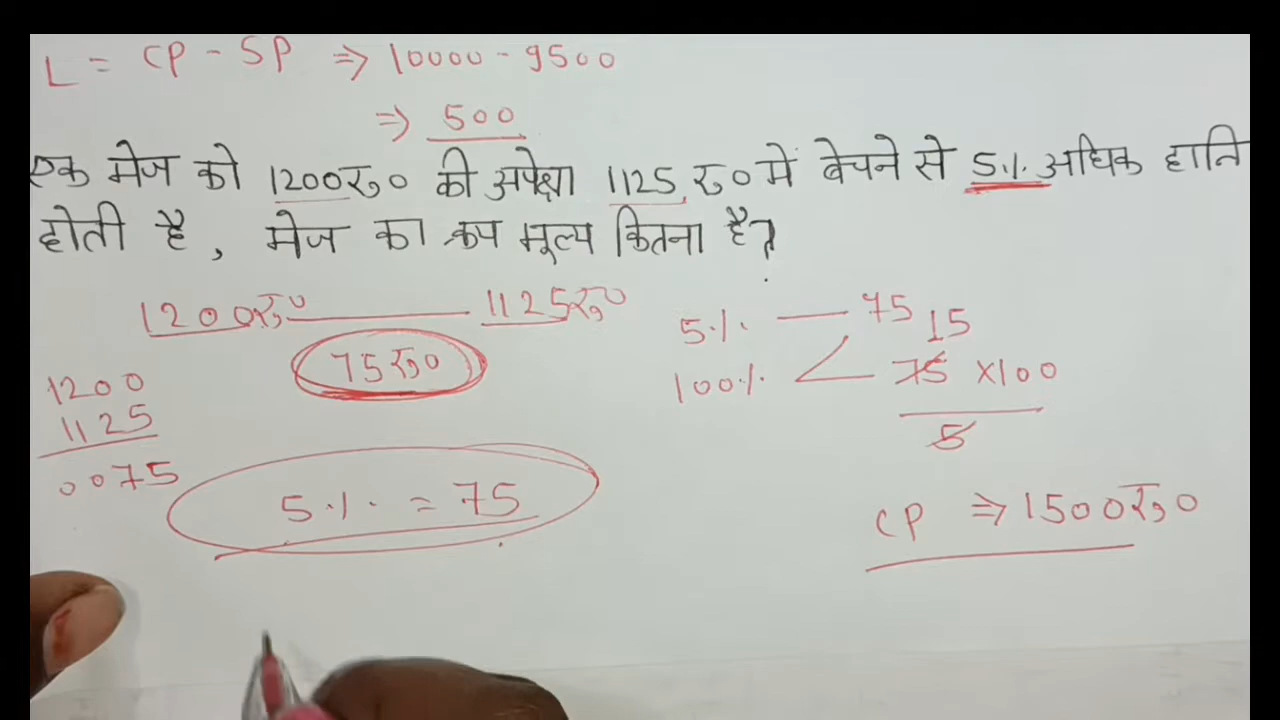 L = CP - SP ⇒ 10000 - 9500
⇒ 500
एक मेज को 1200रु० की अपेक्षा 1125 रु० में बेचने से 5% अधिक हानि
होती है, मेज का क्रय मूल्य कितना है?
1200रु० 1125रु०
75रु०
1200
1125
0075
5% = 75
5% 75
15
100% 75 ×100
5
CP ⇒ 1500रु०